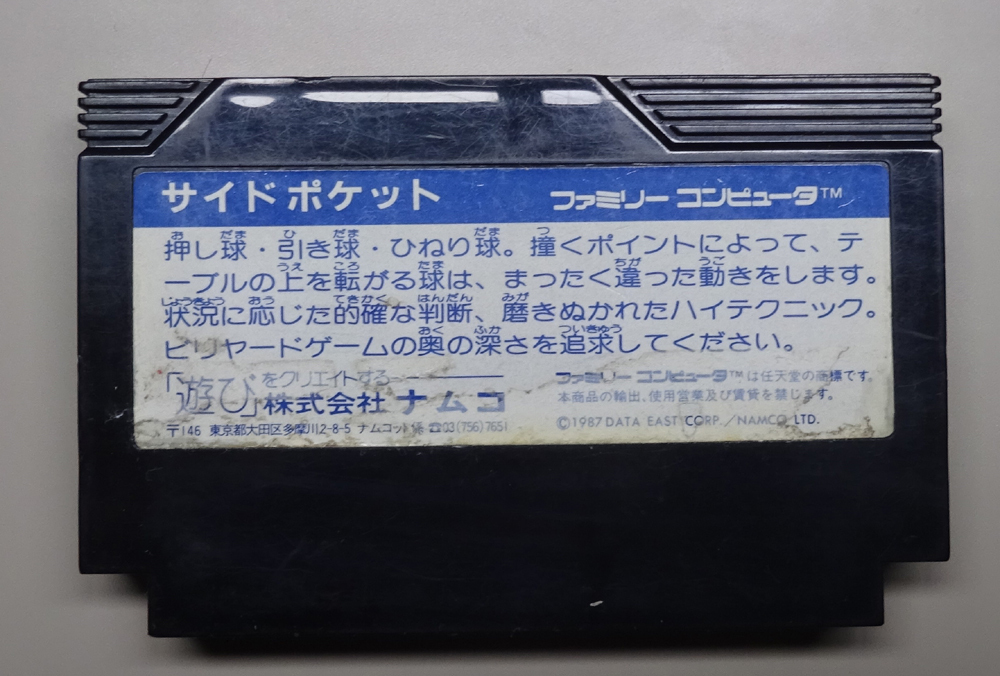 サイドポケット
ファミリーコンピュータ™
押し球・引き球・ひねり球。撞くポイントによって、テ
ーブルの上を転がる球は、まったく違った動きをします。
状況に応じた的確な判断、磨きぬかれたハイテクニック。
ビリヤードゲームの奥の深さを追求してください。
「遊び」をクリエイトする
株式会社ナムコ
〒146 東京都大田区多摩川2-8-5 ナムコット係 ☎03(756)7651
ファミリーコンピュータ™は任天堂の商標です。
本商品の輸出、使用営業及び賃貸を禁じます。
©1987 DATA EAST CORP./NAMCO LTD.